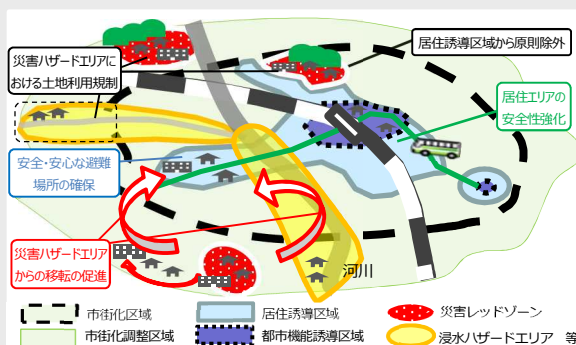 災害ハザードエリアに
おける土地利用規制
居住誘導区域から原則除外
居住エリアの
安全性強化
安全・安心な避難
場所の確保
災害ハザードエリア
からの移転の促進
河川
市街化区域
居住誘導区域
災害レッドゾーン
市街化調整区域
都市機能誘導区域
浸水ハザードエリア 等